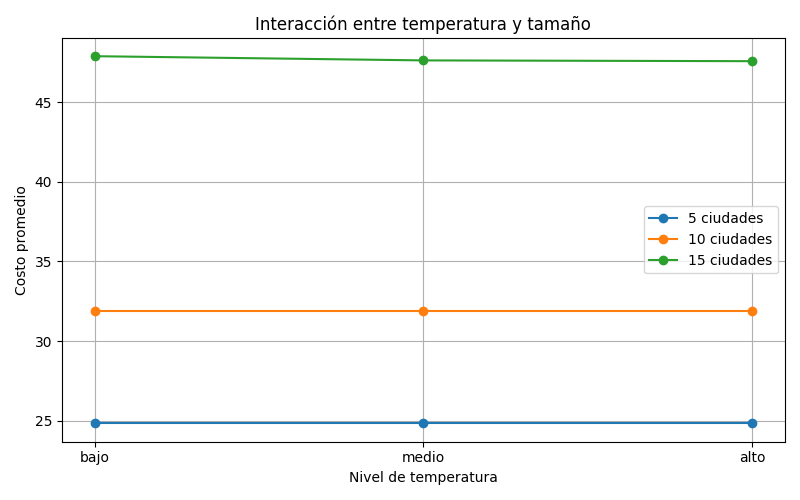 Interacción entre temperatura y tamaño
Costo promedio
45
40
35
30
25
5 ciudades
10 ciudades
15 ciudades
bajo
medio
alto
Nivel de temperatura